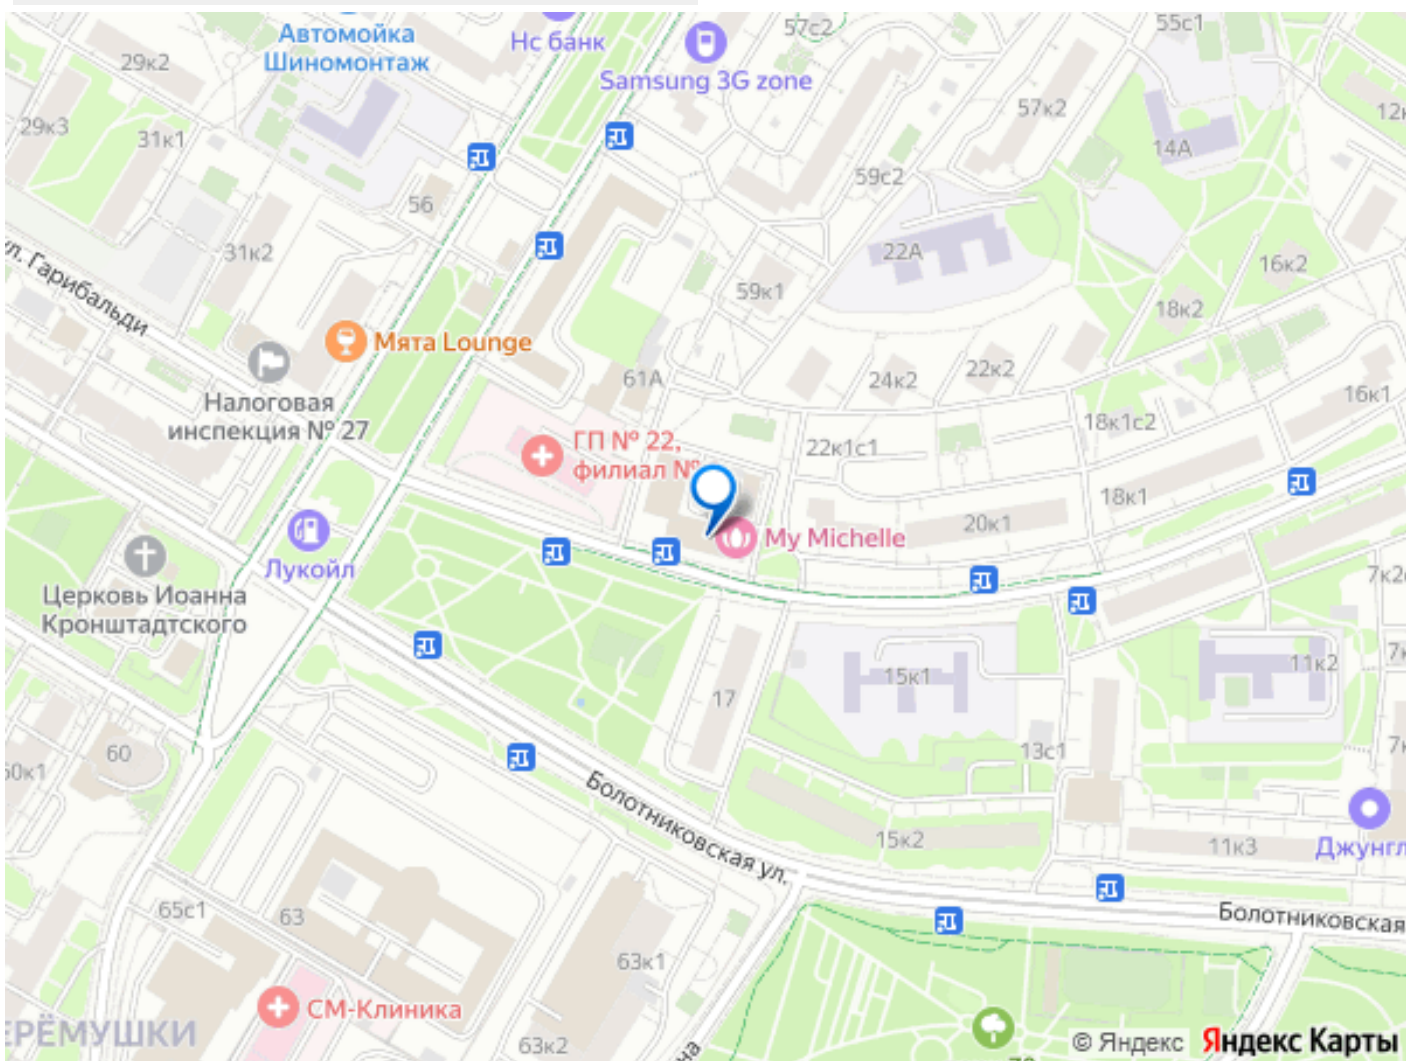 57с2
55с1
Автомойка
Шиномонтаж
Нс банк
Samsung 3G zone
29к2
57к2
29к3
31к1
14А
59с2
56
31к2
22А
16к2
ул. Гарибальди
59к1
18к2
Мята Lounge
61А
24к2
22к2
16к1
Налоговая
инспекция № 27
18к1с2
ГП № 22,
филиал №
22к1с1
18к1
20к1
My Michelle
Лукойл
7к2
Церковь Иоанна
Кронштадтского
11к2
15к1
17
60
13с1
60к1
Болотниковская ул.
15к2
11к3
Джунгл
65с1
63
Болотниковская
63к1
СМ-Клиника
ЕРЁМУШКИ
63к2
© Яндекс
Яндекс Карты